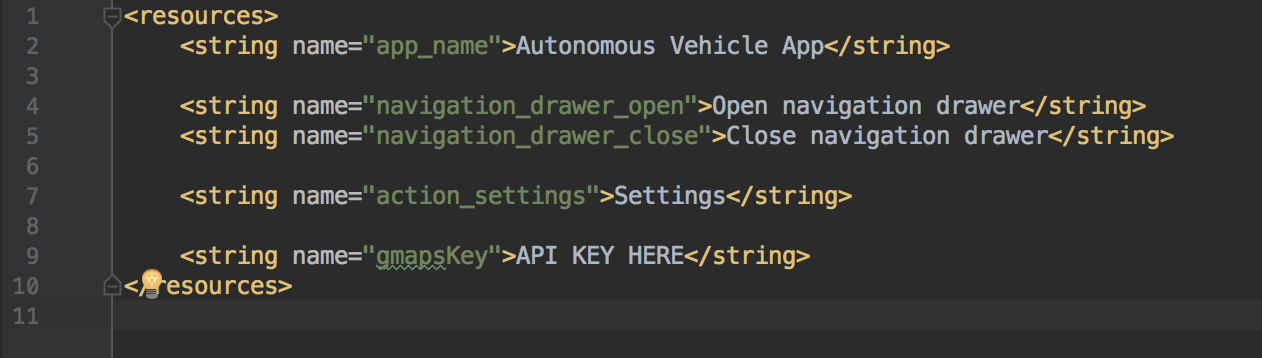 1 <resources>
2 <string name="app_name">Autonomous Vehicle App</string>
3
4 <string name="navigation_drawer_open">Open navigation drawer</string>
5 <string name="navigation_drawer_close">Close navigation drawer</string>
6
7 <string name="action_settings">Settings</string>
8
9 <string name="gmapsKey">API KEY HERE</string>
10 </resources>
11